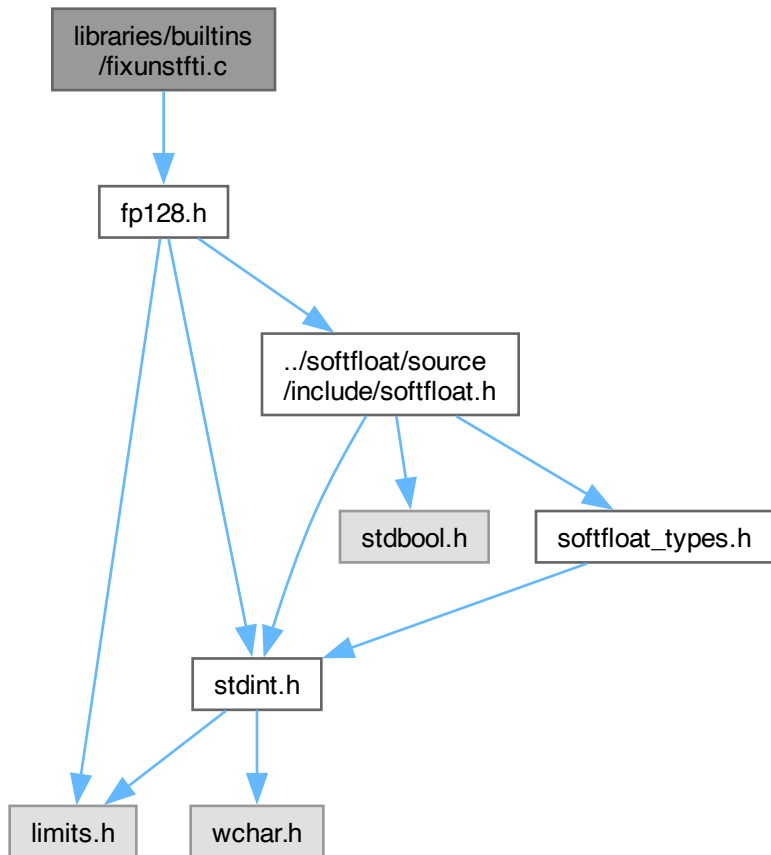 libraries/builtins
/fixunstfti.c
fp128.h
../softfloat/source
/include/softfloat.h
stdbool.h
softfloat_types.h
stdint.h
limits.h
wchar.h